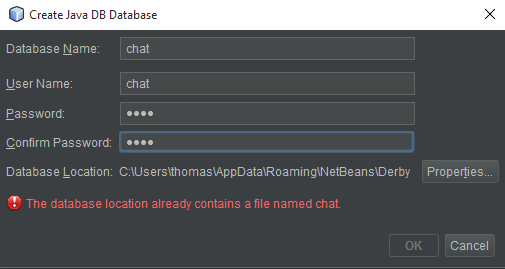 Create Java DB Database
Database Name: chat
User Name: chat
Password: ●●●●
Confirm Password: ●●●●
Database Location: C:\Users\thomas\AppData\Roaming\NetBeans\Derby Properties...
The database location already contains a file named chat.
OK Cancel